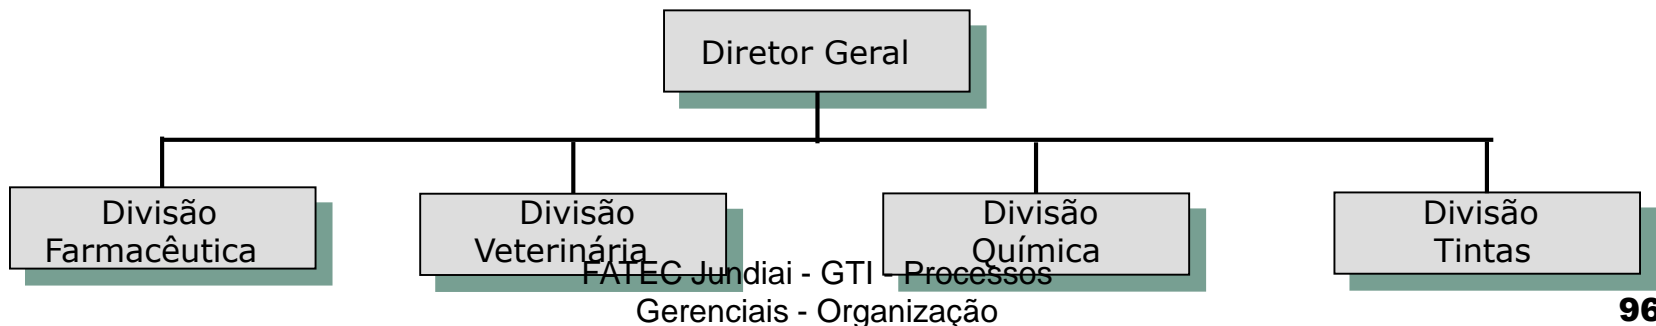 Diretor Geral
Divisão
Farmacêutica
Divisão
Veterinária
Divisão
Química
Divisão
Tintas
FATEC Jundiai - GTI - Processos
Gerenciais - Organização
96